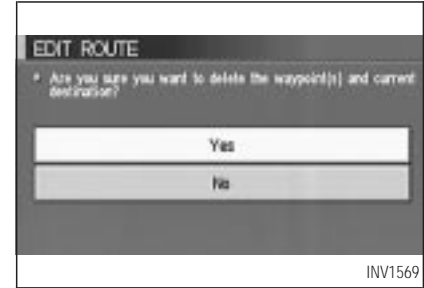 EDIT ROUTE
* Are you sure you want to delete the waypoint(s) and current
destination?
Yes
No
INV1569